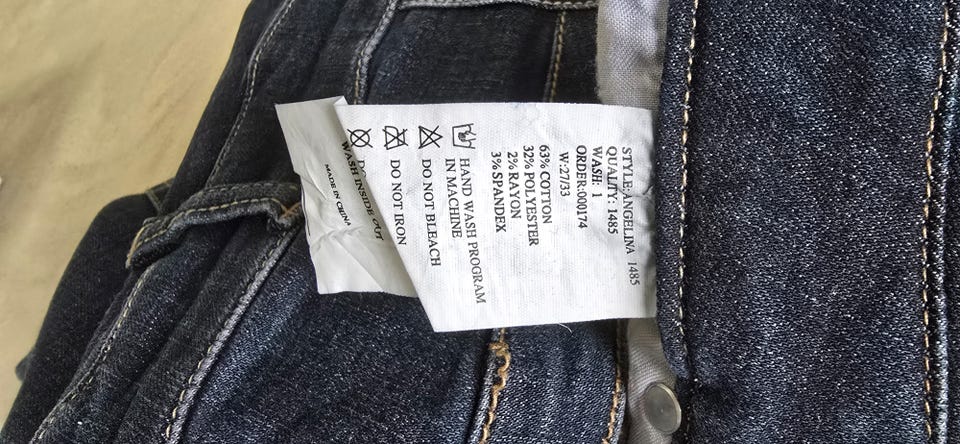 STYLE: ANGELINA 1485
QUALITY: 1485
WASH: 1
ORDER:000174
W:27/33
63% COTTON
32% POLYESTER
2% RAYON
3% SPANDEX
HAND WASH PROGRAM
IN MACHINE
DO NOT BLEACH
DO NOT IRON
WASH INSIDE OUT
MADE IN CHINA